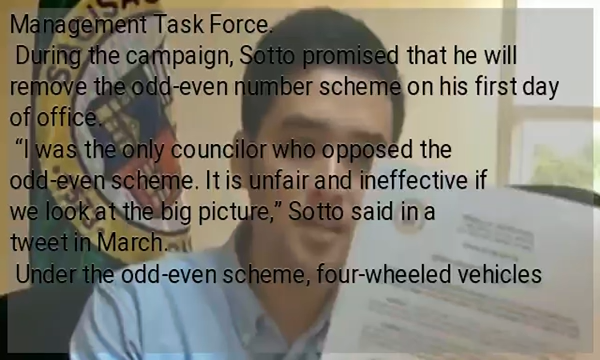 Management Task Force.
During the campaign, Sotto promised that he will
remove the odd-even number scheme on his first day
of office.
“I was the only councilor who opposed the
odd-even scheme. It is unfair and ineffective if
we look at the big picture,” Sotto said in a
tweet in March.
Under the odd-even scheme, four-wheeled vehicles